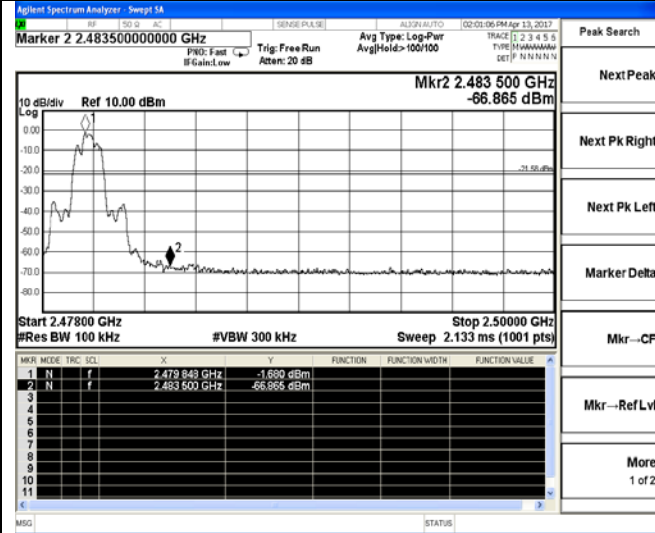 Agilent Spectrum Analyzer - Swept SA
RF 50 Ω AC SENSE:PULSE ALIGN AUTO 02:01:06 PM Apr 13, 2017
Marker 2 2.483500000000 GHz
PNO: Fast
IFGain:Low
Trig: Free Run
Atten: 20 dB
Avg Type: Log-Pwr
Avg|Hold:> 100/100
TRACE 1 2 3 4 5 6
TYPE MWWWWW
DET P N N N N N
Mkr2 2.483 500 GHz
-66.865 dBm
10 dB/div Ref 10.00 dBm
Log
1
0.00
-10.0
-20.0
-21.68 dBm
-30.0
-40.0
-50.0
2
-60.0
-70.0
-80.0
Start 2.47800 GHz Stop 2.50000 GHz
#Res BW 100 kHz #VBW 300 kHz Sweep 2.133 ms (1001 pts)
MKR MODE TRC SCL X Y FUNCTION FUNCTION WIDTH FUNCTION VALUE
1 N f 2.479 848 GHz -1.680 dBm
2 N f 2.483 500 GHz -66.865 dBm
3
4
5
6
7
8
9
10
11
MSG STATUS
Peak Search
Next Peak
Next Pk Right
Next Pk Left
Marker Delta
Mkr→CF
Mkr→Ref Lvl
More
1 of 2